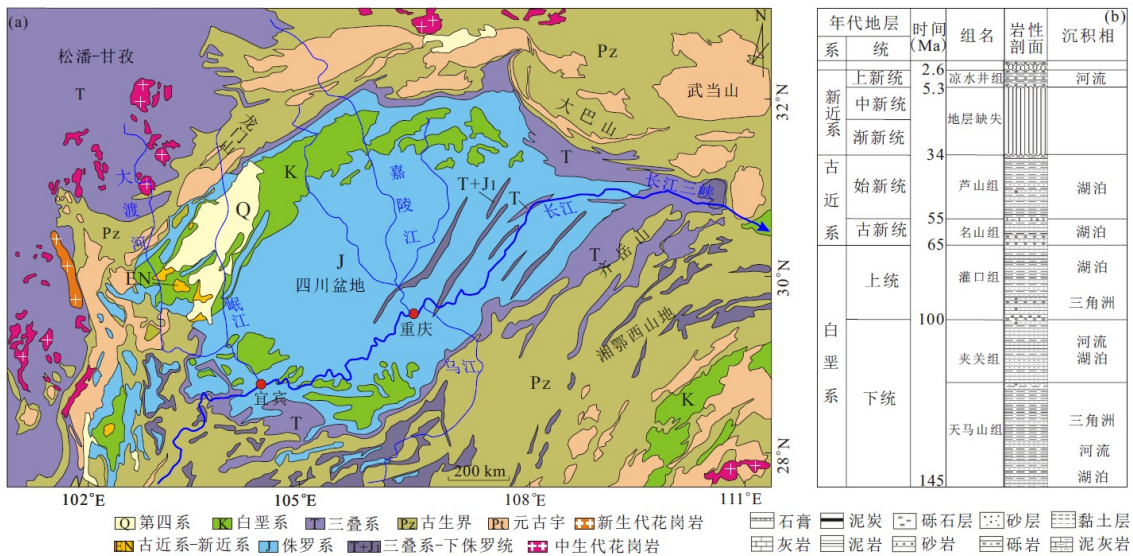 (a)
N
松潘-甘孜
T
Pz
武当山
32°N
大巴山
龙门山
K
T
大渡河
嘉陵江
T+J1
T
长江三峡
长江
Pz
Q
J
四川盆地
T
齐岳山
EN
30°N
岷江
重庆
湘鄂西山地
乌江
Pz
宜宾
K
T
200 km
28°N
102°E
105°E
108°E
111°E
Q 第四系
K 白垩系
T 三叠系
Pz 古生界
Pt 元古宇
新生代花岗岩
EN 古近系-新近系
J 侏罗系
T+J1 三叠系-下侏罗统
中生代花岗岩
(b)
年代地层 时间(Ma) 组名 岩性剖面 沉积相
系 统
新近系
上新统
中新统
渐新统
古近系
始新统
古新统
白垩系
上统
下统
2.6
5.3
34
55
65
100
145
凉水井组 河流
地层缺失
芦山组 湖泊
名山组 湖泊
灌口组 湖泊
三角洲
夹关组 河流
湖泊
天马山组 三角洲
河流
湖泊
石膏 泥炭 砾石层 砂层 黏土层
灰岩 泥岩 砂岩 砾岩 泥灰岩